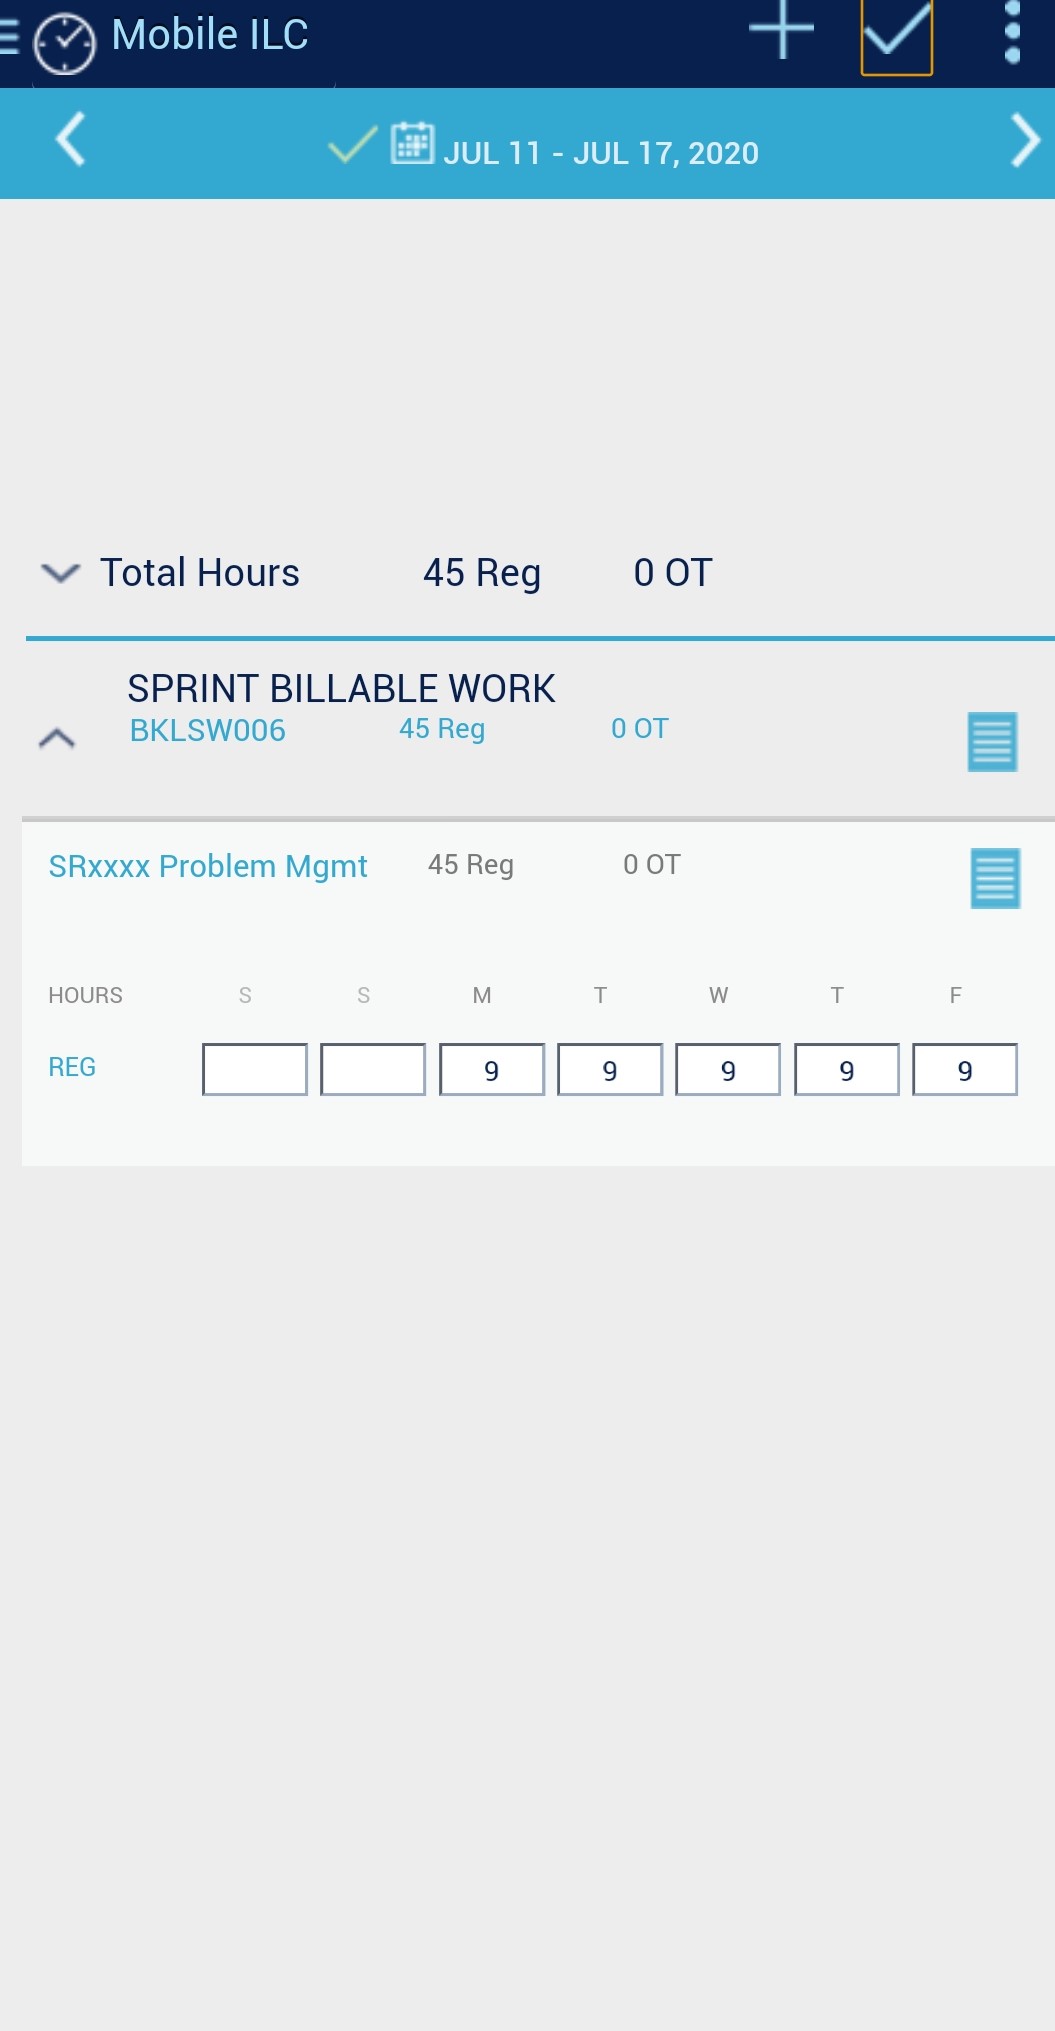 Mobile ILC
JUL 11 - JUL 17, 2020
Total Hours 45 Reg 0 OT
SPRINT BILLABLE WORK
BKLSW006 45 Reg 0 OT
SRxxxx Problem Mgmt 45 Reg 0 OT
HOURS S S M T W T F
REG 9 9 9 9 9